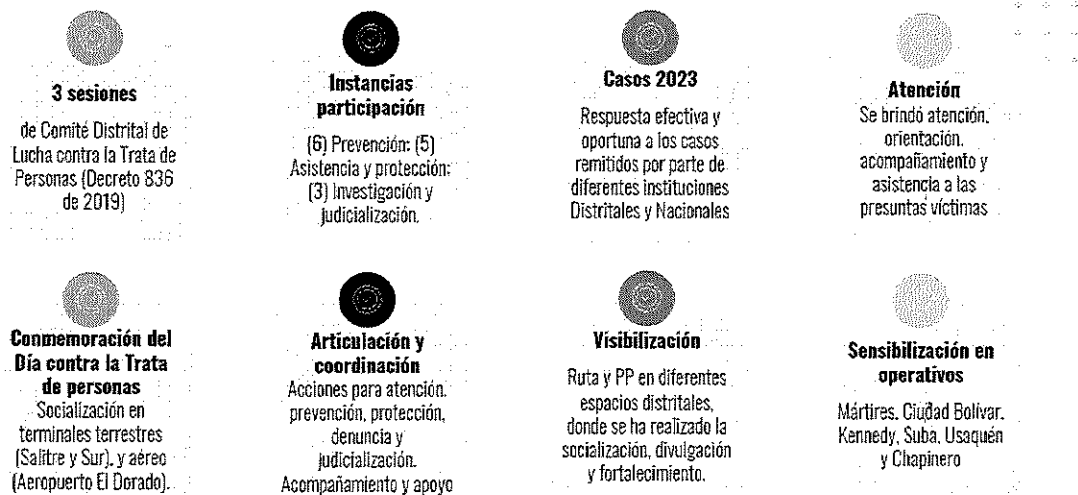 3 sesiones
de Comité Distrital de
Lucha contra la Trata de
Personas (Decreto 836
de 2019)
Instancias
participación
(6) Prevención: (5)
Asistencia y protección:
(3) Investigación y
judicialización.
Casos 2023
Respuesta efectiva y
oportuna a los casos
remitidos por parte de
diferentes instituciones
Distritales y Nacionales
Atención
Se brindó atención,
orientación,
acompañamiento y
asistencia a las
presuntas víctimas
Conmemoración del
Día contra la Trata
de personas
Socialización en
terminales terrestres
(Salitre y Sur), y aéreo
(Aeropuerto El Dorado).
Articulación y
coordinación
Acciones para atención,
prevención, protección,
denuncia y
judicialización.
Acompañamiento y apoyo
Visibilización
Ruta y PP en diferentes
espacios distritales,
donde se ha realizado la
socialización, divulgación
y fortalecimiento.
Sensibilización en
operativos
Mártires, Ciudad Bolívar,
Kennedy, Suba, Usaquén
y Chapinero